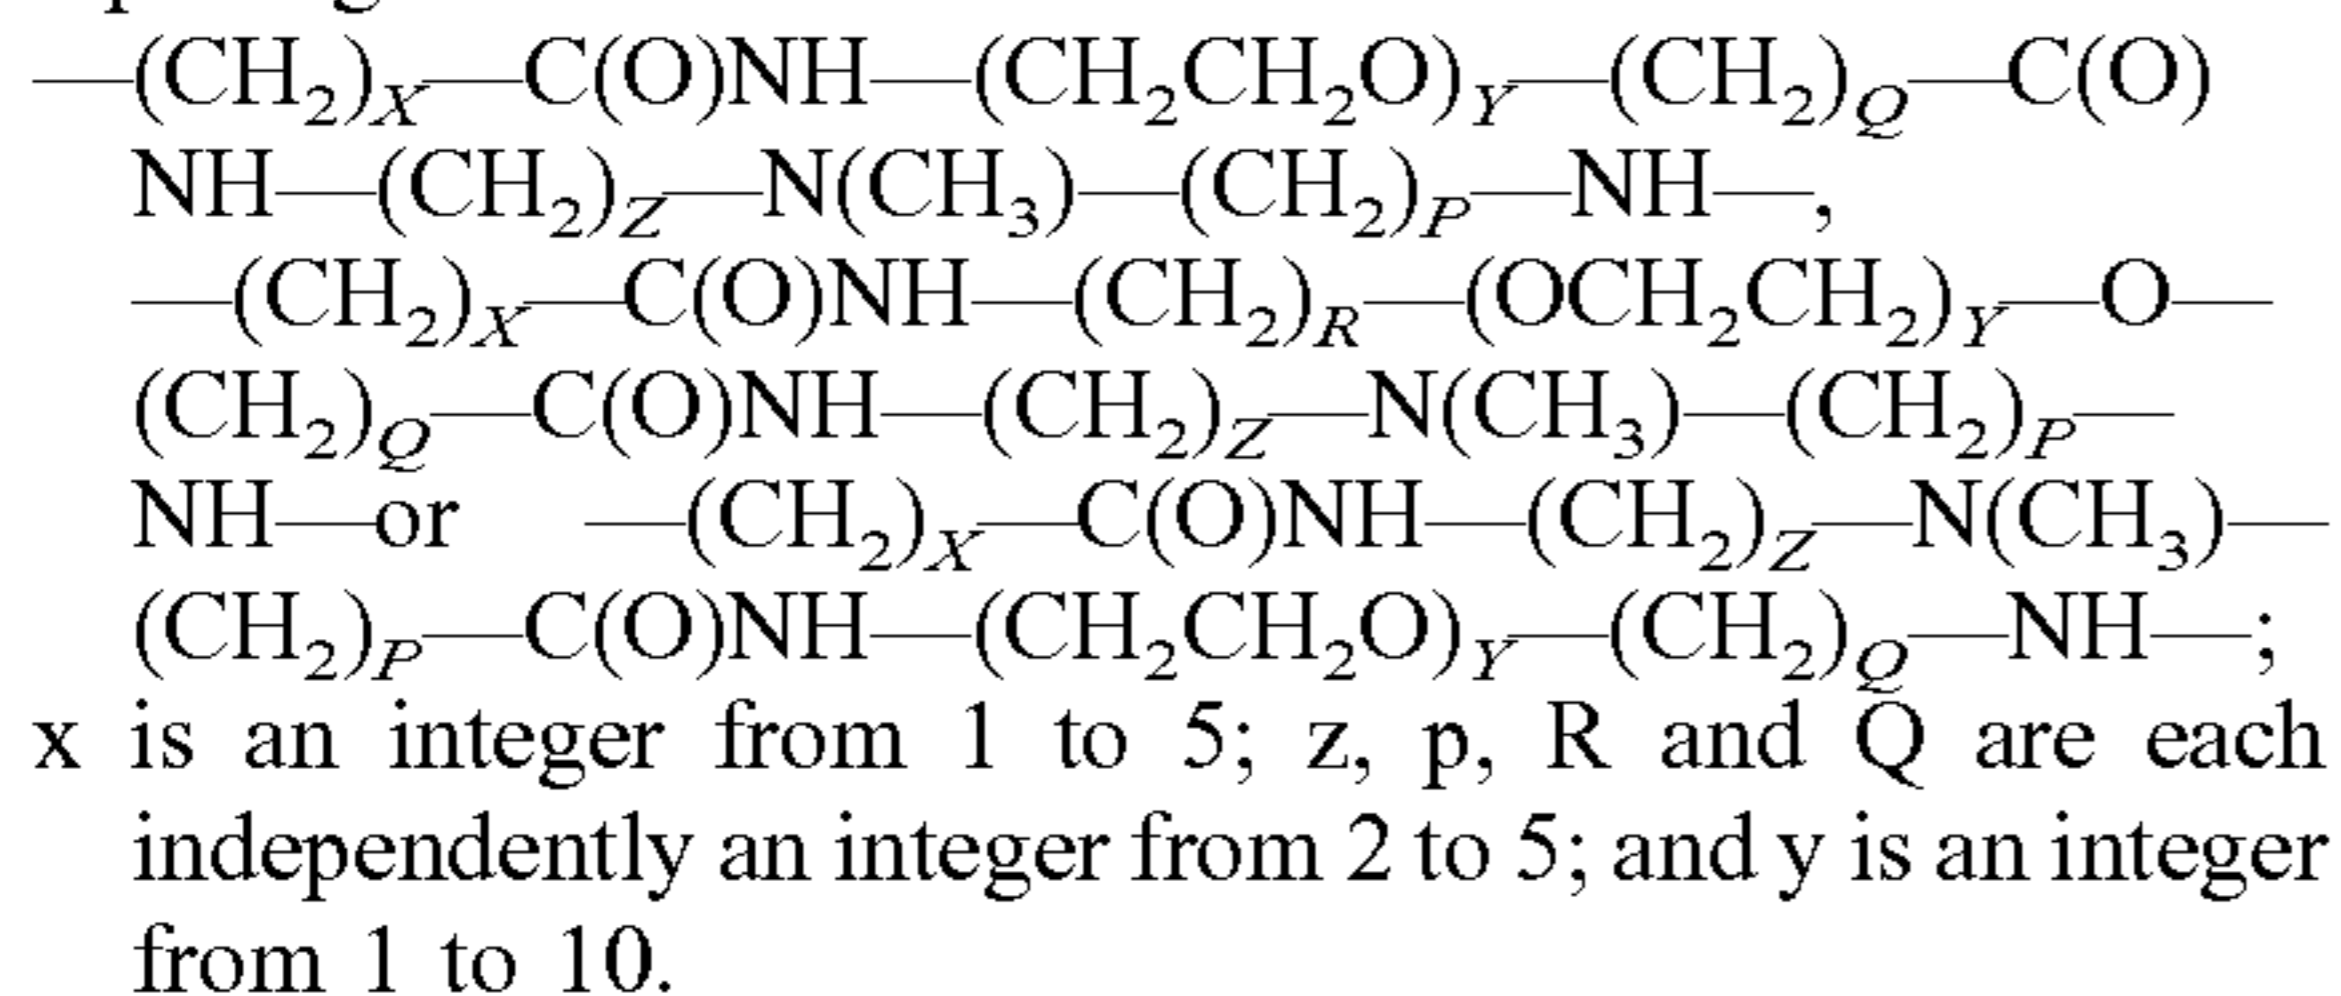 —(CH₂)X—C(O)NH—(CH₂CH₂O)Y—(CH₂)Q—C(O)
NH—(CH₂)Z—N(CH₃)—(CH₂)P—NH—,
—(CH₂)X—C(O)NH—(CH₂)R—(OCH₂CH₂)Y—O—
(CH₂)Q—C(O)NH—(CH₂)Z—N(CH₃)—(CH₂)P—
NH—or —(CH₂)X—C(O)NH—(CH₂)Z—N(CH₃)—
(CH₂)P—C(O)NH—(CH₂CH₂O)Y—(CH₂)Q—NH—;
x is an integer from 1 to 5; z, p, R and Q are each
independently an integer from 2 to 5; and y is an integer
from 1 to 10.